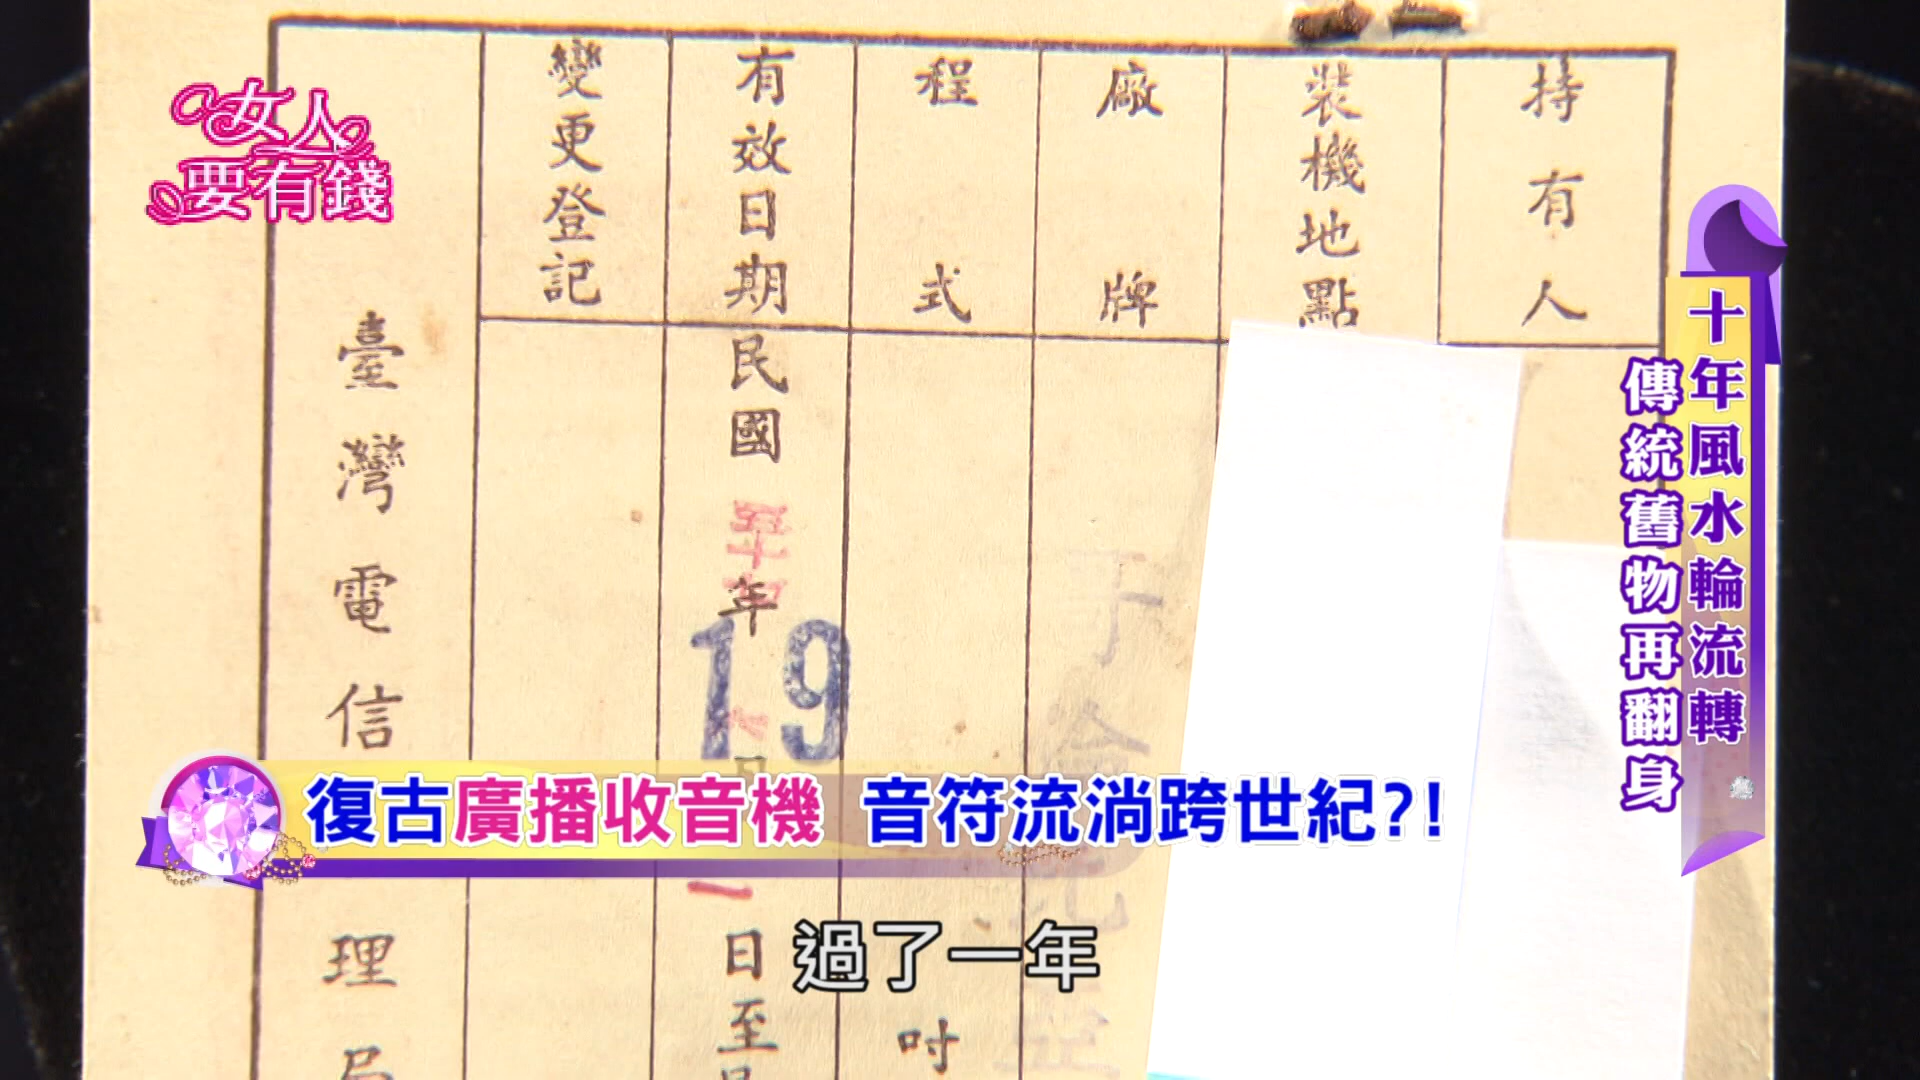 女人
要有錢
持有人
裝機地點
廠牌
程式
吋
有效日期
民國
年
19
一
日至
變更登記
臺灣電信
理局
十年風水輪流轉
傳統舊物再翻身
復古廣播收音機 音符流淌跨世紀?!
過了一年